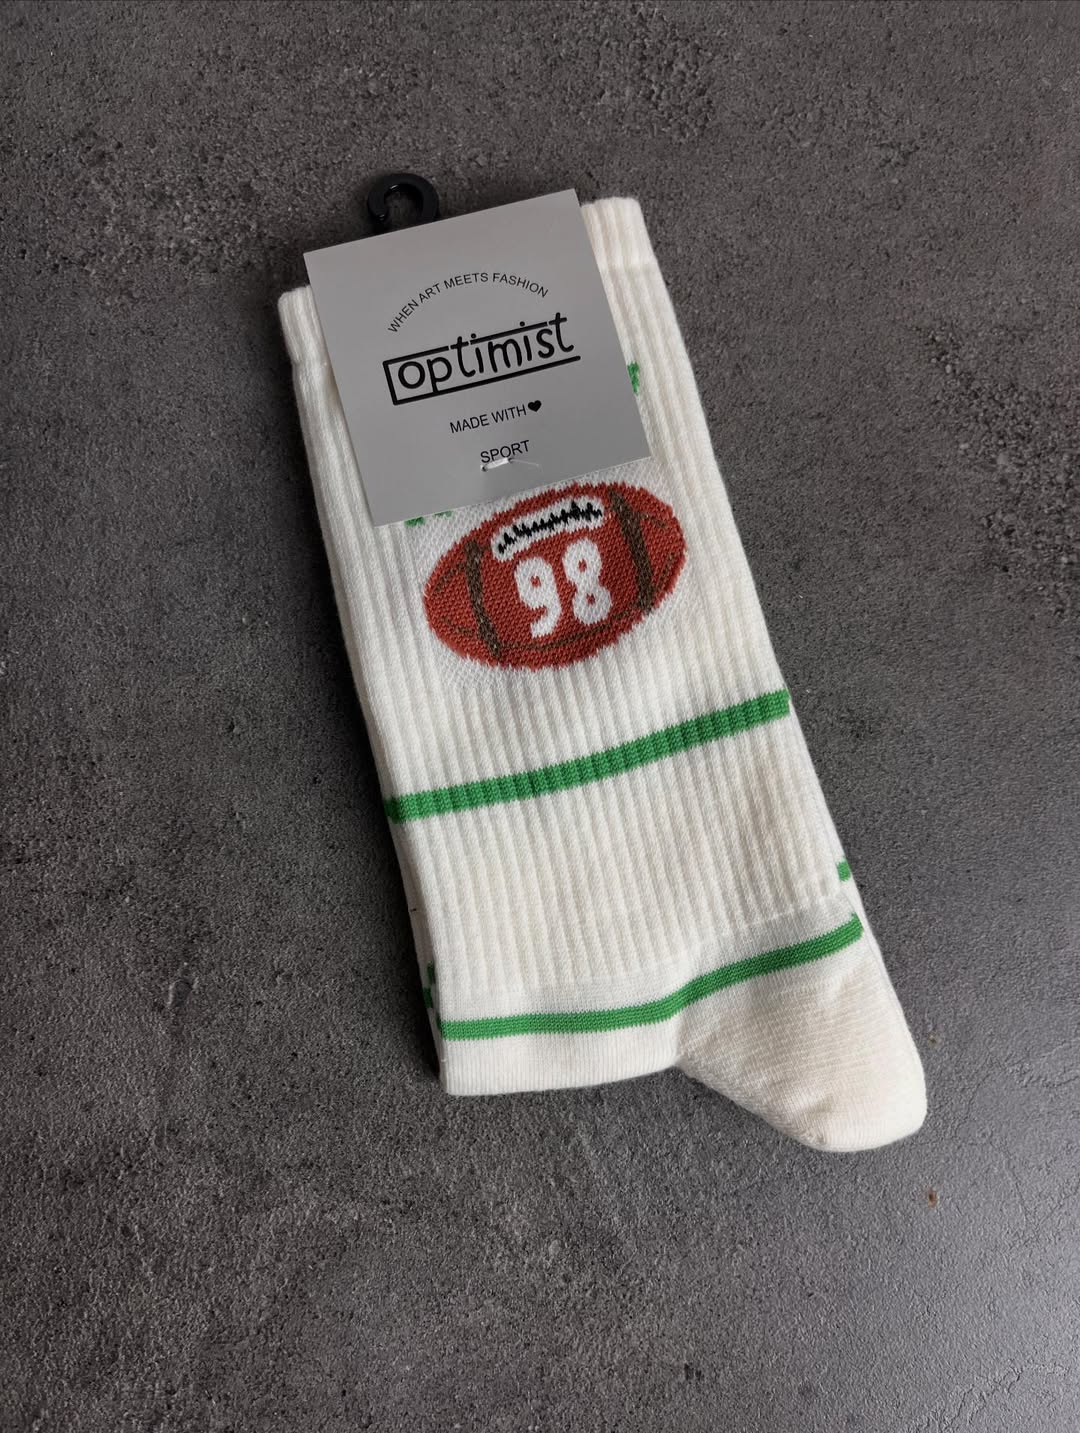 WHEN ART MEETS FASHION
optimist
MADE WITH
SPORT
98